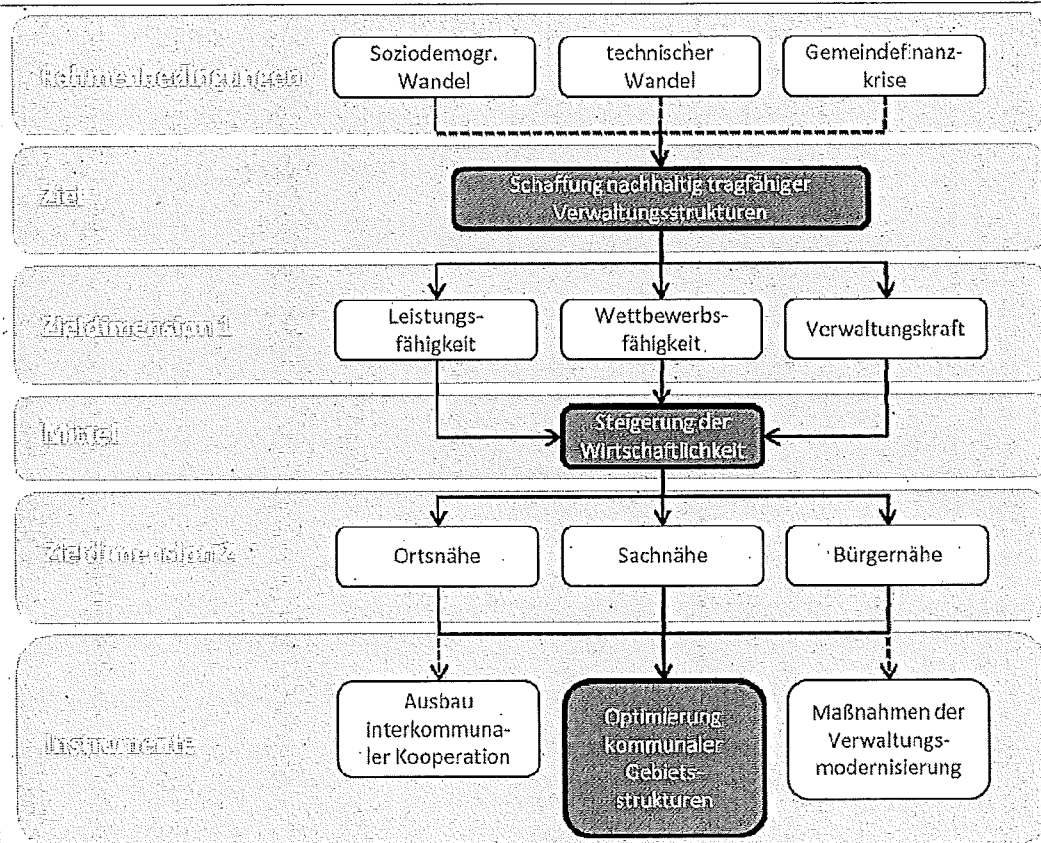 Rahmenbedingungen
Soziodemogr.
Wandel
technischer
Wandel
Gemeindefinanz-
krise
Ziel
Schaffung nachhaltig tragfähiger
Verwaltungsstrukturen
Zieldimension 1
Leistungs-
fähigkeit
Wettbewerbs-
fähigkeit
Verwaltungskraft
Mittel
Steigerung der
Wirtschaftlichkeit
Zieldimension 2
Ortsnähe
Sachnähe
Bürgernähe
Instrumente
Ausbau
interkommuna-
ler Kooperation
Optimierung
kommunaler
Gebiets-
strukturen
Maßnahmen der
Verwaltungs-
modernisierung